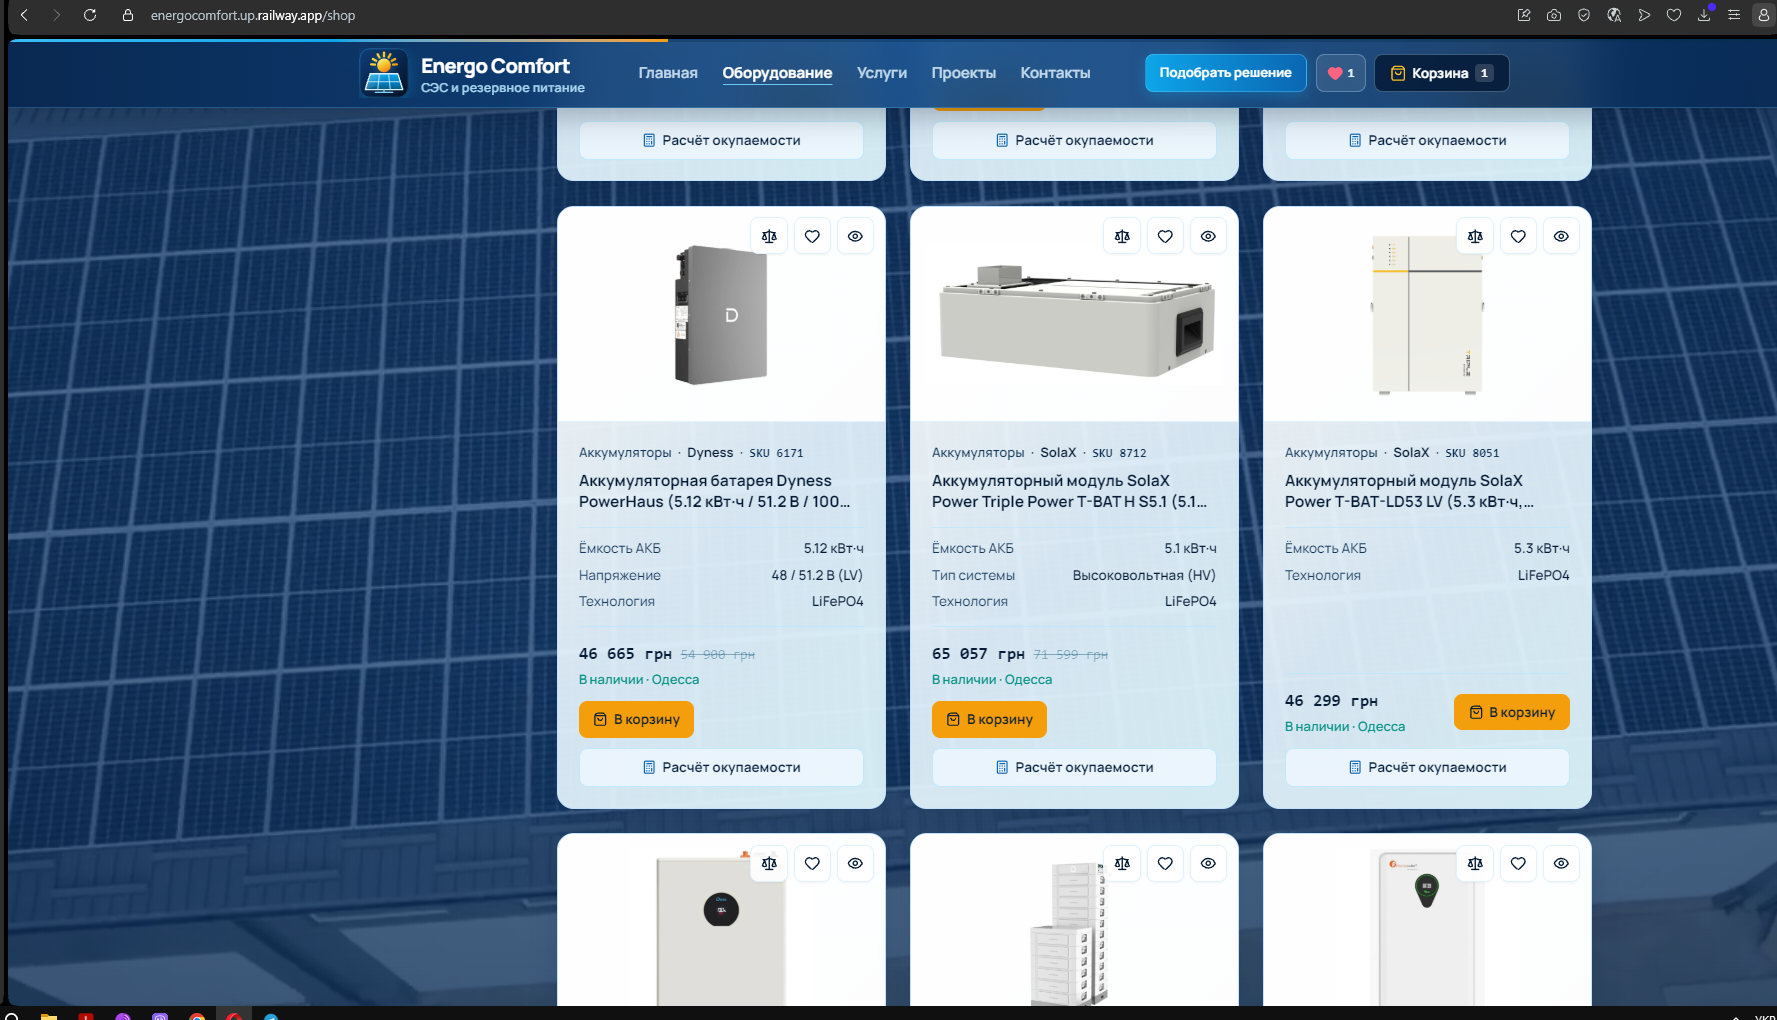 energocomfort.up.railway.app/shop
Energo Comfort
СЭС и резервное питание
Главная
Оборудование
Услуги
Проекты
Контакты
Подобрать решение
1
Корзина 1
Расчёт окупаемости
Расчёт окупаемости
Расчёт окупаемости
D
Аккумуляторы · Dyness · SKU 6171
Аккумуляторная батарея Dyness
PowerHaus (5.12 кВт·ч / 51.2 В / 100...
Ёмкость АКБ 5.12 кВт·ч
Напряжение 48 / 51.2 В (LV)
Технология LiFePO4
46 665 грн 54 900 грн
В наличии · Одесса
В корзину
Расчёт окупаемости
Аккумуляторы · SolaX · SKU 8712
Аккумуляторный модуль SolaX
Power Triple Power T-BAT H S5.1 (5.1...
Ёмкость АКБ 5.1 кВт·ч
Тип системы Высоковольтная (HV)
Технология LiFePO4
65 057 грн 71 599 грн
В наличии · Одесса
В корзину
Расчёт окупаемости
Аккумуляторы · SolaX · SKU 8051
Аккумуляторный модуль SolaX
Power T-BAT-LD53 LV (5.3 кВт·ч,...
Ёмкость АКБ 5.3 кВт·ч
Технология LiFePO4
46 299 грн
В наличии · Одесса
В корзину
Расчёт окупаемости